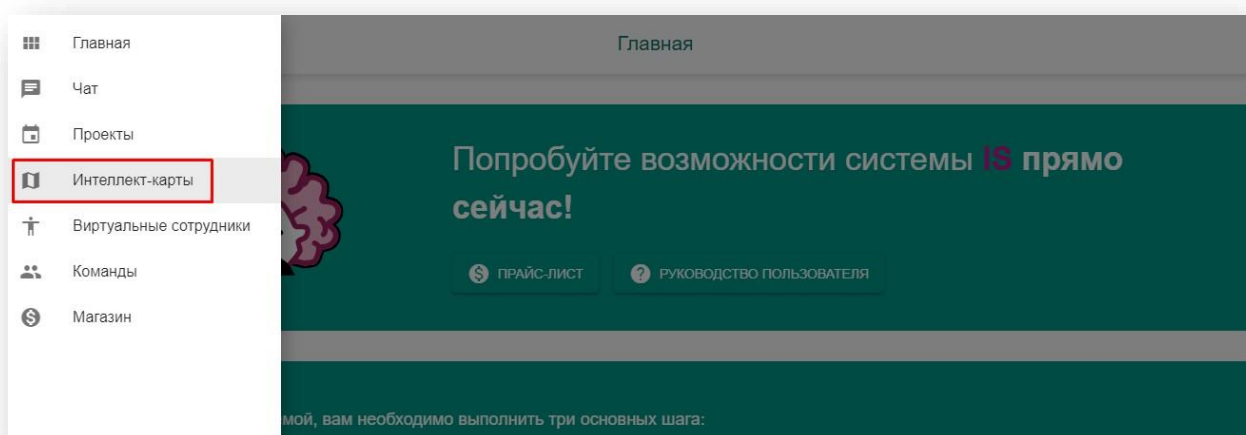 Главная
Чат
Проекты
Интеллект-карты
Виртуальные сотрудники
Команды
Магазин
Главная
Попробуйте возможности системы IS прямо
сейчас!
ПРАЙС-ЛИСТ
РУКОВОДСТВО ПОЛЬЗОВАТЕЛЯ
мой, вам необходимо выполнить три основных шага: